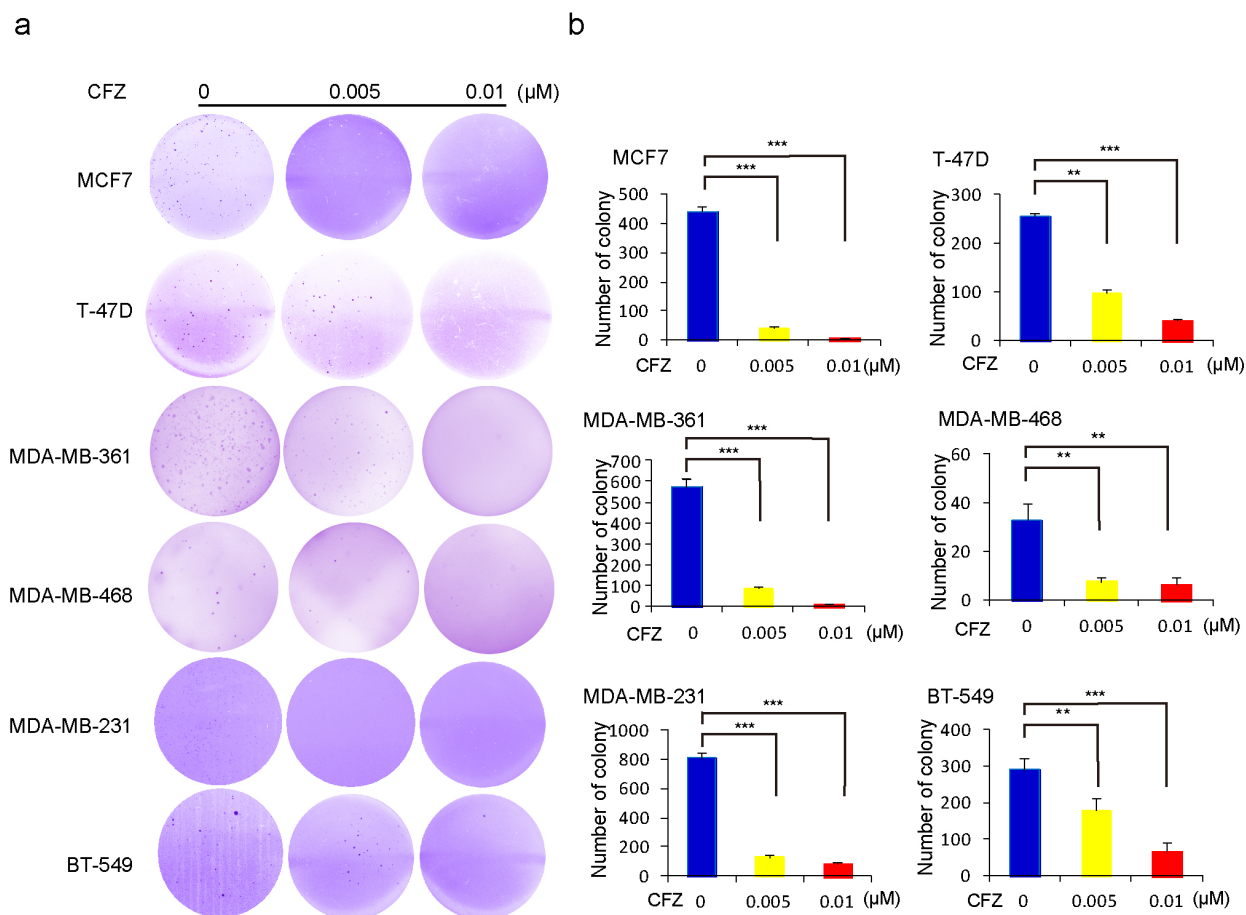 a
CFZ 0 0.005 0.01 (µM)
MCF7
T-47D
MDA-MB-361
MDA-MB-468
MDA-MB-231
BT-549
b
MCF7
***
***
Number of colony
500
400
300
200
100
0
CFZ 0 0.005 0.01 (µM)
T-47D
***
**
Number of colony
300
200
100
0
CFZ 0 0.005 0.01 (µM)
MDA-MB-361
***
***
Number of colony
700
600
500
400
300
200
100
0
CFZ 0 0.005 0.01 (µM)
MDA-MB-468
**
**
Number of colony
60
40
20
0
CFZ 0 0.005 0.01 (µM)
MDA-MB-231
***
***
Number of colony
1000
800
600
400
200
0
CFZ 0 0.005 0.01 (µM)
BT-549
***
**
Number of colony
400
300
200
100
0
CFZ 0 0.005 0.01 (µM)